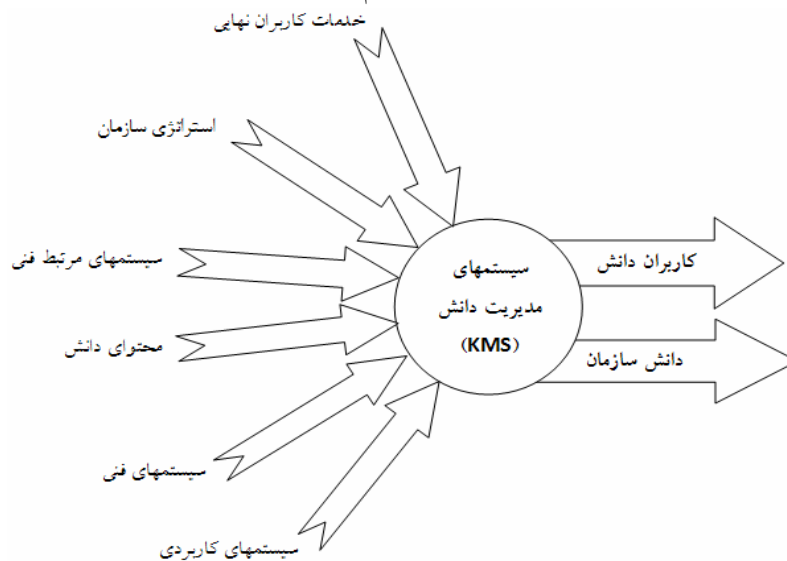 خدمات کاربران نهایی
استراتژی سازمان
سیستمهای مرتبط فنی
محتوای دانش
سیستمهای فنی
سیستمهای کاربردی
سیستمهای
مدیریت دانش
(KMS)
کاربران دانش
دانش سازمان